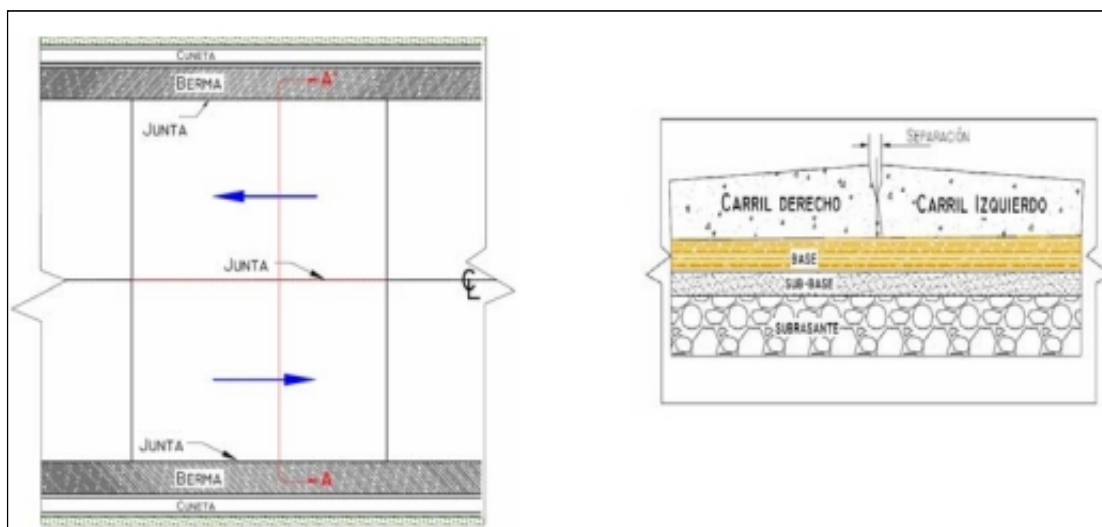 CUNETA
BERMA
A'
JUNTA
JUNTA
CL
JUNTA
BERMA
A
CUNETA
SEPARACIÓN
CARRIL DERECHO
CARRIL IZQUIERDO
BASE
SUB-BASE
SUBRASANTE